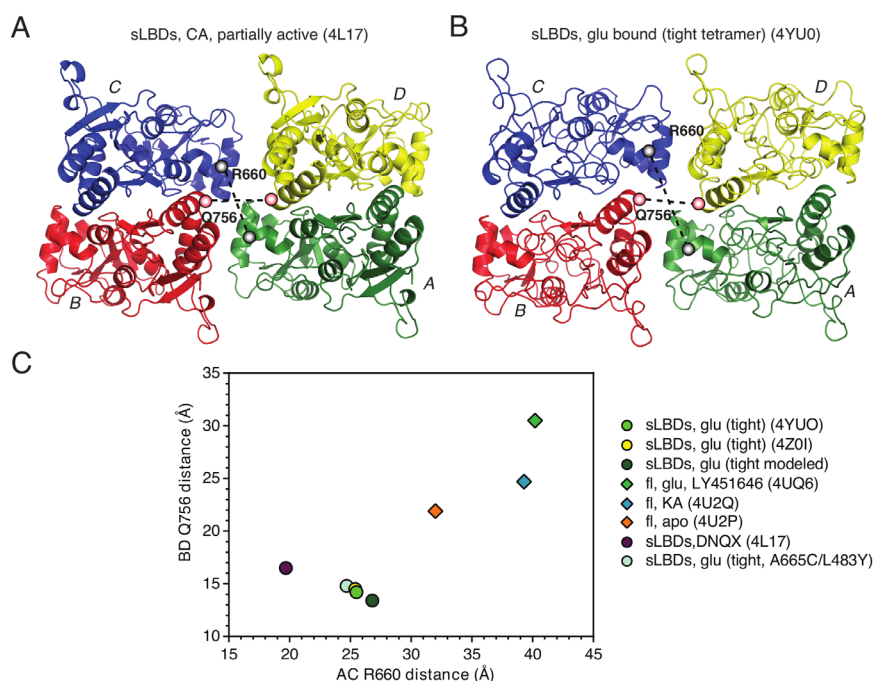 A
sLBDs, CA, partially active (4L17)
C
D
R660
Q756
B
A
B
sLBDs, glu bound (tight tetramer) (4YU0)
C
D
R660
Q756
B
A
C
BD Q756 distance (Å)
35
30
25
20
15
10
15 20 25 30 35 40 45
AC R660 distance (Å)
sLBDs, glu (tight) (4YUO)
sLBDs, glu (tight) (4Z0I)
sLBDs, glu (tight modeled)
fl, glu, LY451646 (4UQ6)
fl, KA (4U2Q)
fl, apo (4U2P)
sLBDs,DNQX (4L17)
sLBDs, glu (tight, A665C/L483Y)